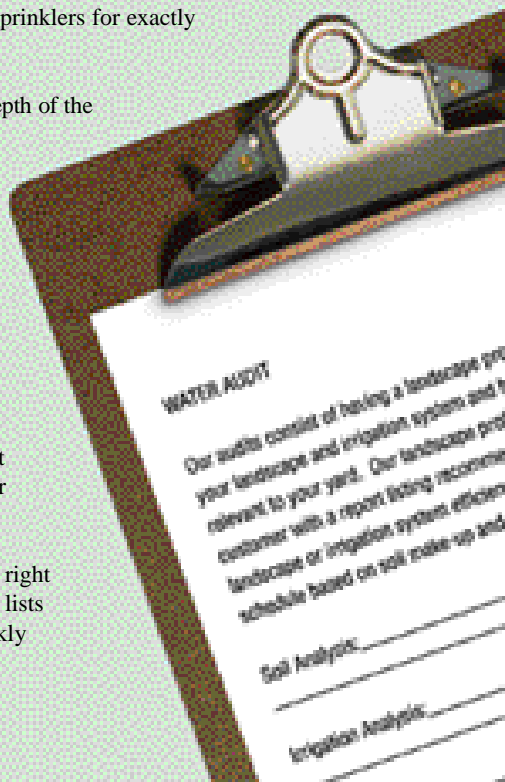 prinklers for exactly
epth of the
t
r
right
lists
kly
WATER AUDIT
Our audits consist of having a landscape pro
your landscape and irrigation system and h
relevant to your yard. Our landscape prof
customer with a report listing recomme
landscape or irrigation system efficien
schedule based on soil make-up and
Soil Analysis:
Irrigation Analysis: